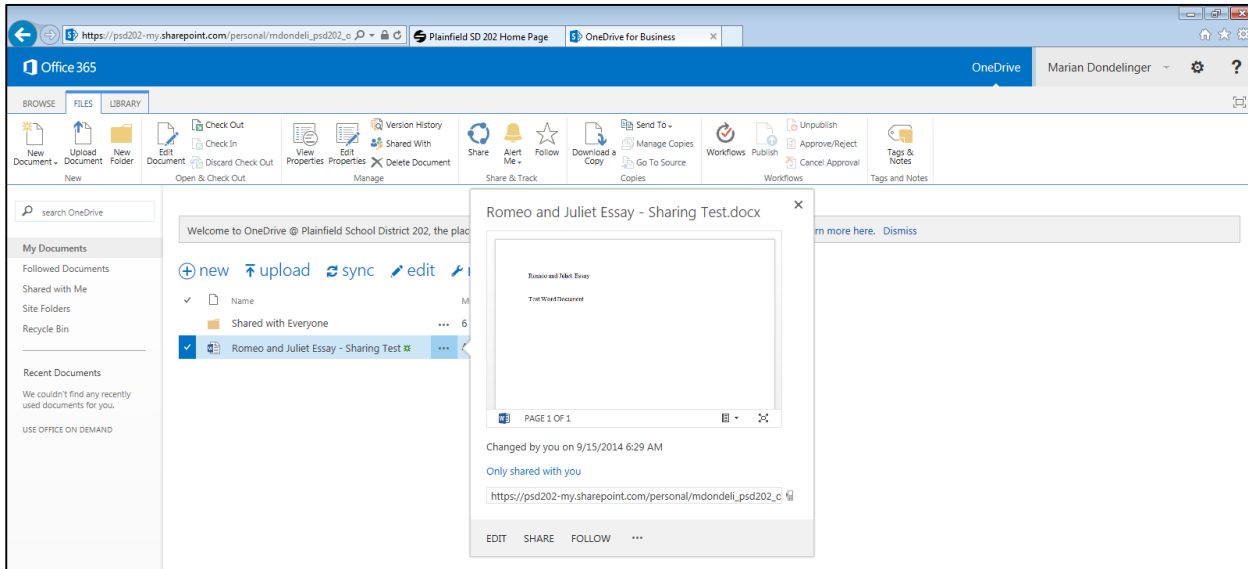 https://psd202-my.sharepoint.com/personal/mdondeli_psd202_o
Plainfield SD 202 Home Page
OneDrive for Business
Office 365
OneDrive
Marian Dondelinger
?
BROWSE FILES LIBRARY
New Document
Upload Document
New Folder
New
Edit Document
Check Out
Check In
Discard Check Out
Open & Check Out
View Properties
Edit Properties
Version History
Shared With
Delete Document
Manage
Share
Alert Me
Follow
Share & Track
Download a Copy
Send To
Manage Copies
Go To Source
Copies
Workflows
Publish
Unpublish
Approve/Reject
Cancel Approval
Workflows
Tags & Notes
Tags and Notes
search OneDrive
My Documents
Followed Documents
Shared with Me
Site Folders
Recycle Bin
Recent Documents
We couldn't find any recently
used documents for you.
USE OFFICE ON DEMAND
Welcome to OneDrive @ Plainfield School District 202, the plac
rn more here. Dismiss
new upload sync edit
Name
Shared with Everyone ... 6
Romeo and Juliet Essay - Sharing Test ...
Romeo and Juliet Essay - Sharing Test.docx
Romeo and Juliet Essay
Test Word Document
PAGE 1 OF 1
Changed by you on 9/15/2014 6:29 AM
Only shared with you
https://psd202-my.sharepoint.com/personal/mdondeli_psd202_o
EDIT SHARE FOLLOW ...